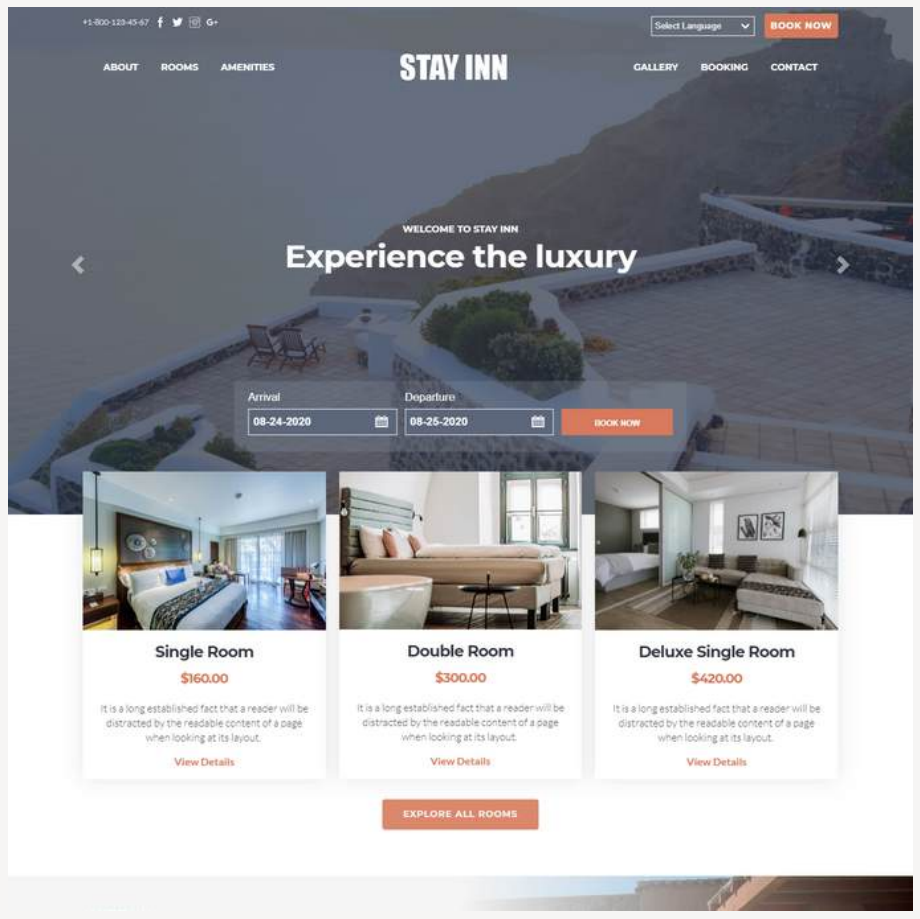 +1-800-123-45-67
Select Language
BOOK NOW
ABOUT ROOMS AMENITIES
STAY INN
GALLERY BOOKING CONTACT
WELCOME TO STAY INN
Experience the luxury
Arrival
Departure
08-24-2020
08-25-2020
BOOK NOW
Single Room
$160.00
It is a long established fact that a reader will be
distracted by the readable content of a page
when looking at its layout.
View Details
Double Room
$300.00
It is a long established fact that a reader will be
distracted by the readable content of a page
when looking at its layout.
View Details
Deluxe Single Room
$420.00
It is a long established fact that a reader will be
distracted by the readable content of a page
when looking at its layout.
View Details
EXPLORE ALL ROOMS